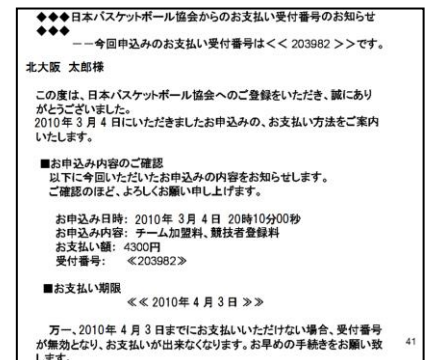 ◆◆◆日本バスケットボール協会からのお支払い受付番号のお知らせ
◆◆◆
－－今回申込みのお支払い受付番号は＜＜ 203982 ＞＞です。
北大阪 太郎様
この度は、日本バスケットボール協会へのご登録をいただき、誠にあり
がとうございました。
2010年 3 月 4 日にいただきましたお申込みの、お支払い方法をご案内
いたします。
■お申込み内容のご確認
以下に今回いただいたお申込みの内容をお知らせします。
ご確認のほど、よろしくお願い申し上げます。
お申込み日時: 2010年 3月 4 日 20時10分00秒
お申込み内容: チーム加盟料、競技者登録料
お支払い額: 4300円
受付番号: ≪203982≫
■お支払い期限
≪≪ 2010年 4 月 3 日 ≫≫
万一、2010年 4 月 3 日までにお支払いいただけない場合、受付番号
が無効となり、お支払いが出来なくなります。お早めの手続きをお願い致
します。
41